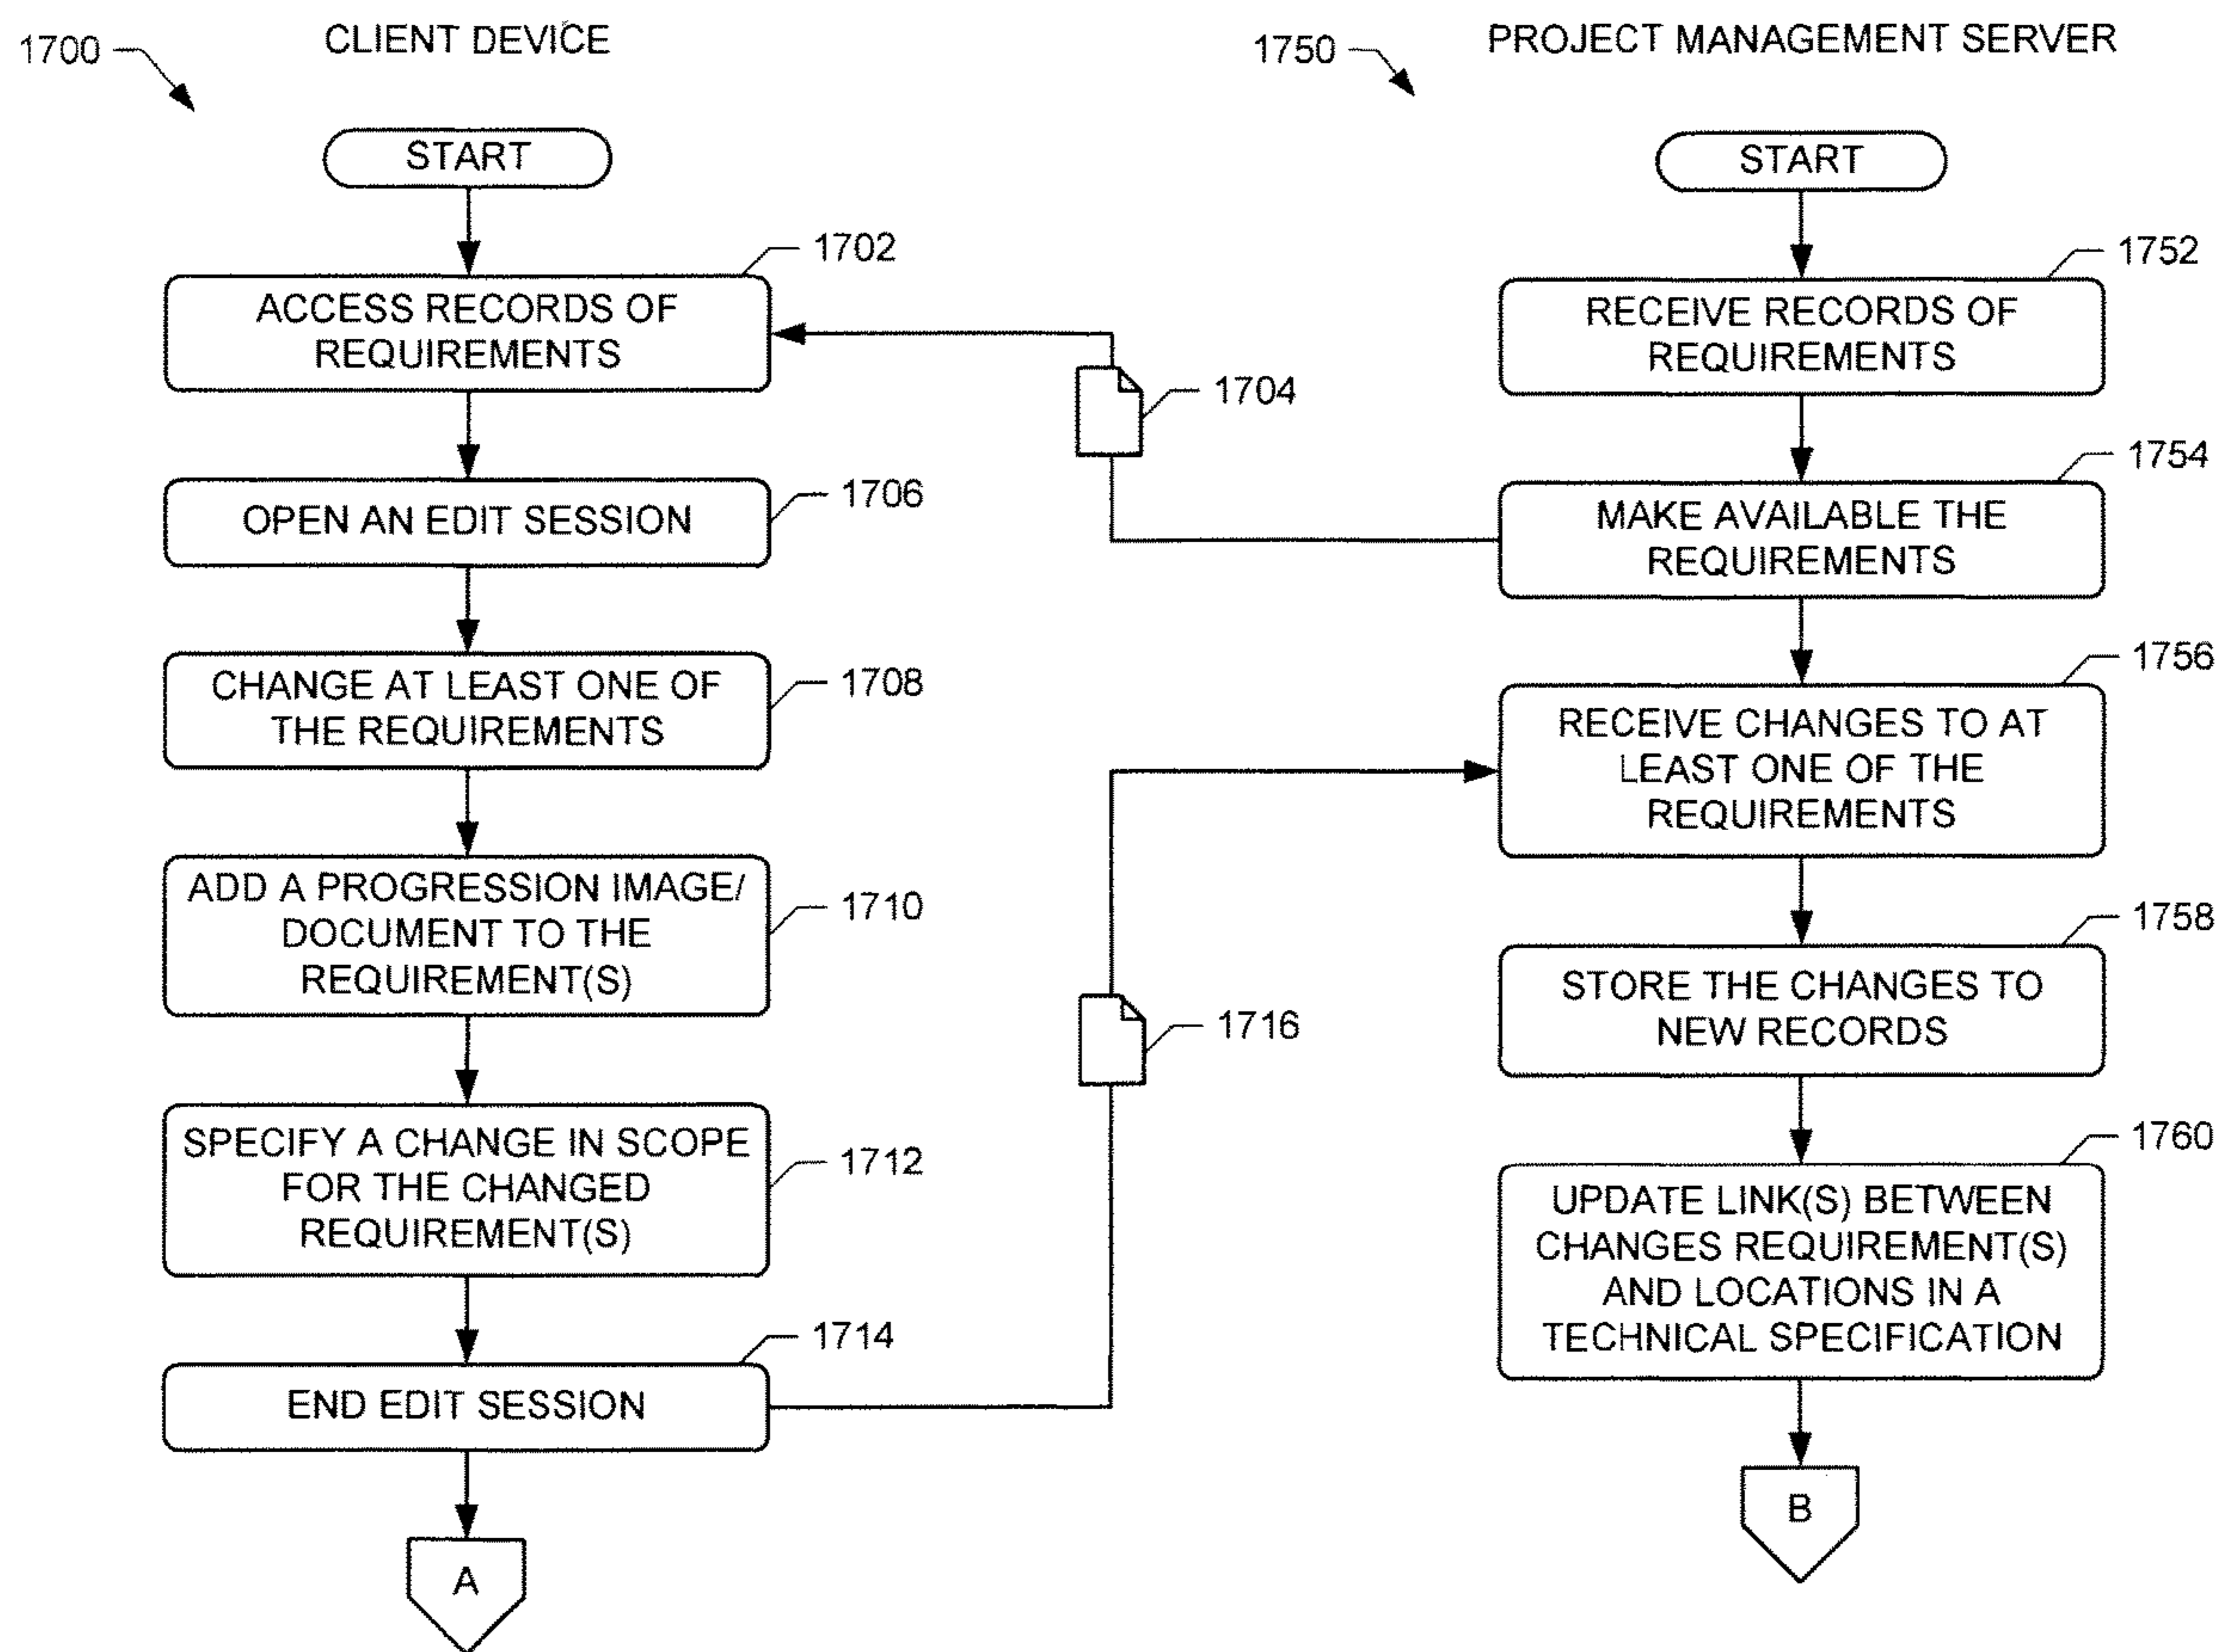 1700
CLIENT DEVICE
START
1702
ACCESS RECORDS OF
REQUIREMENTS
1704
1706
OPEN AN EDIT SESSION
1708
CHANGE AT LEAST ONE OF
THE REQUIREMENTS
1710
ADD A PROGRESSION IMAGE/
DOCUMENT TO THE
REQUIREMENT(S)
1712
SPECIFY A CHANGE IN SCOPE
FOR THE CHANGED
REQUIREMENT(S)
1714
END EDIT SESSION
1716
A
1750
PROJECT MANAGEMENT SERVER
START
1752
RECEIVE RECORDS OF
REQUIREMENTS
1754
MAKE AVAILABLE THE
REQUIREMENTS
1756
RECEIVE CHANGES TO AT
LEAST ONE OF THE
REQUIREMENTS
1758
STORE THE CHANGES TO
NEW RECORDS
1760
UPDATE LINK(S) BETWEEN
CHANGES REQUIREMENT(S)
AND LOCATIONS IN A
TECHNICAL SPECIFICATION
B